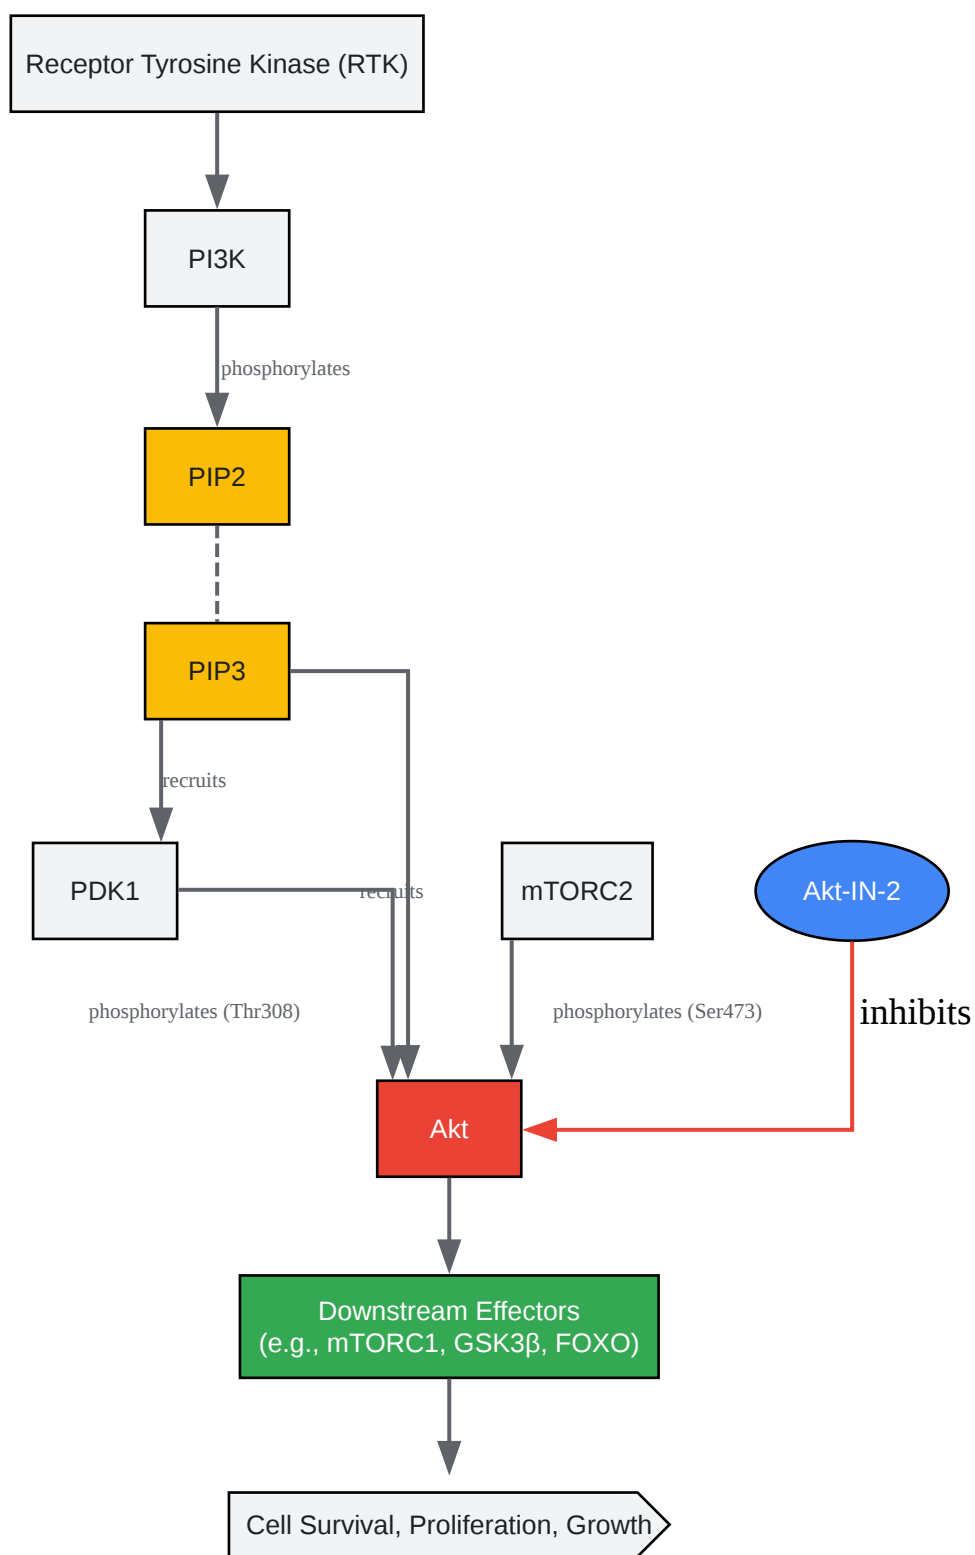 Receptor Tyrosine Kinase (RTK)
PI3K
phosphorylates
PIP2
PIP3
recruits
PDK1
recruits
mTORC2
Akt-IN-2
phosphorylates (Thr308)
phosphorylates (Ser473)
inhibits
Akt
Downstream Effectors
(e.g., mTORC1, GSK3β, FOXO)
Cell Survival, Proliferation, Growth